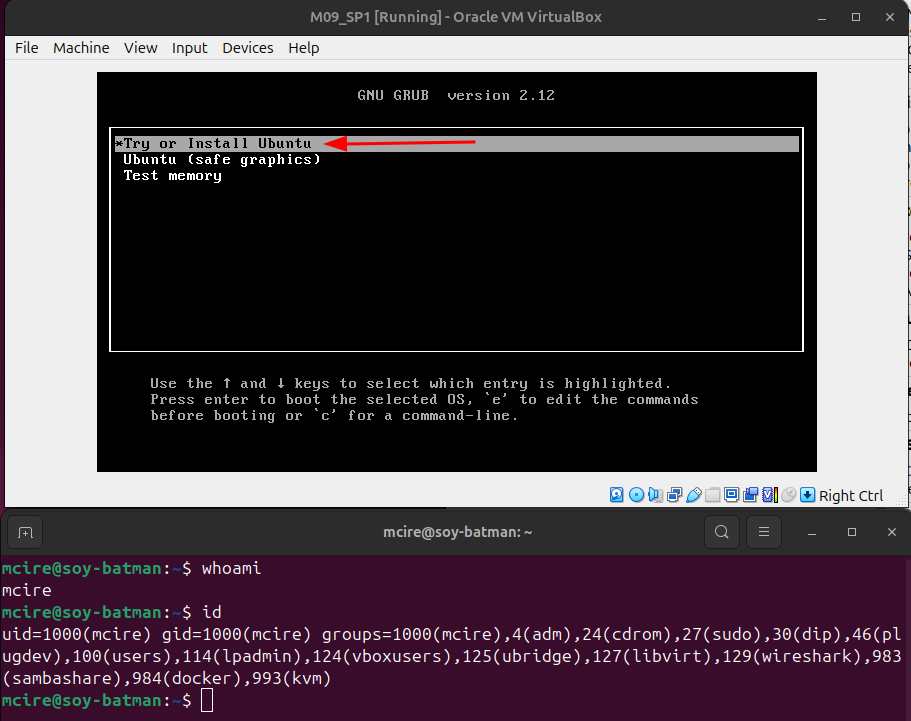 M09_SP1 [Running] - Oracle VM VirtualBox
File Machine View Input Devices Help
GNU GRUB version 2.12
*Try or Install Ubuntu
Ubuntu (safe graphics)
Test memory
Use the ↑ and ↓ keys to select which entry is highlighted.
Press enter to boot the selected OS, `e' to edit the commands
before booting or `c' for a command-line.
Right Ctrl
mcire@soy-batman: ~
mcire@soy-batman:~$ whoami
mcire
mcire@soy-batman:~$ id
uid=1000(mcire) gid=1000(mcire) groups=1000(mcire),4(adm),24(cdrom),27(sudo),30(dip),46(pl
ugdev),100(users),114(lpadmin),124(vboxusers),125(ubridge),127(libvirt),129(wireshark),983
(sambashare),984(docker),993(kvm)
mcire@soy-batman:~$